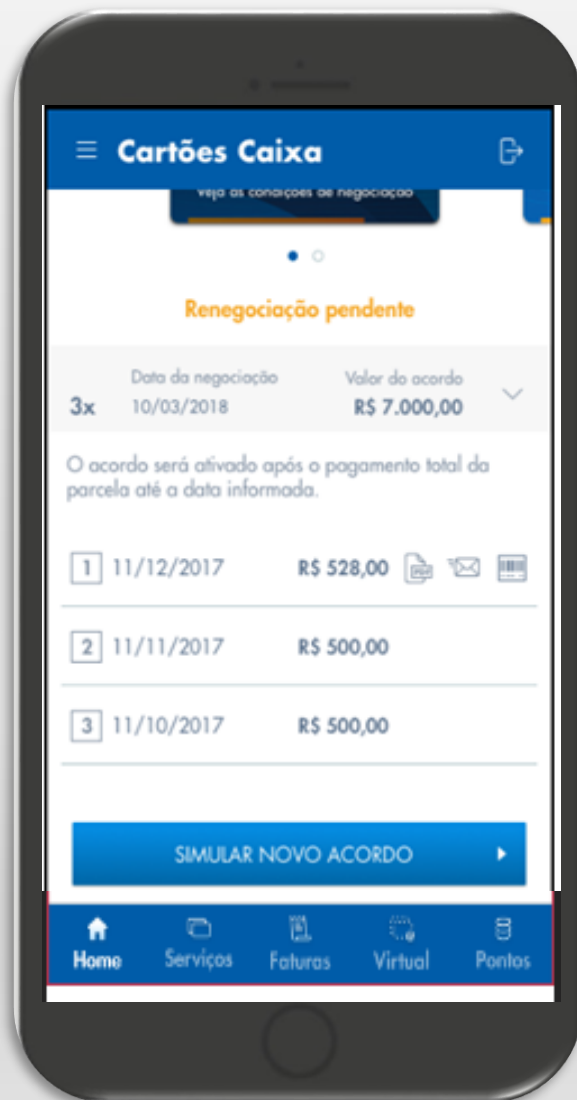 Cartões Caixa
Veja as condições de negociação
Renegociação pendente
Data da negociação Valor do acordo
3x 10/03/2018 R$ 7.000,00
O acordo será ativado após o pagamento total da
parcela até a data informada.
1 11/12/2017 R$ 528,00 PDF
2 11/11/2017 R$ 500,00
3 11/10/2017 R$ 500,00
SIMULAR NOVO ACORDO
Home Serviços Faturas Virtual Pontos